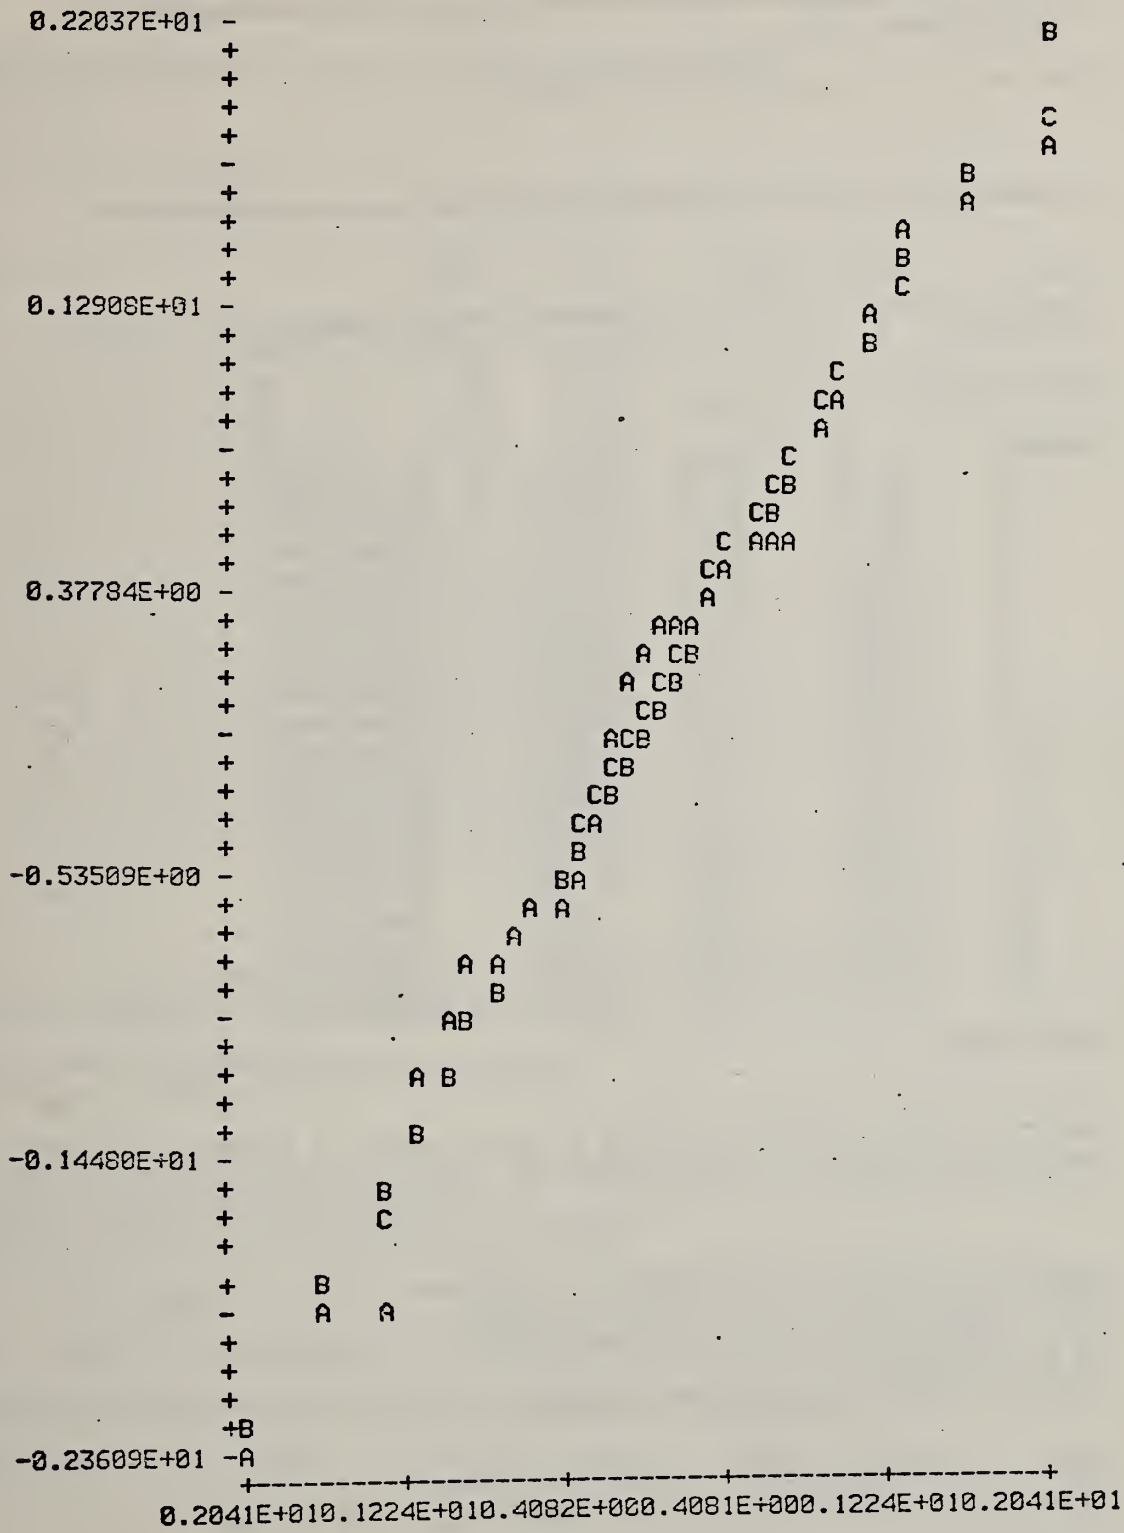 0.22037E+01 - B
+
+
+ C
+ A
- B
+ A
+ A
+ B
+ C
0.12908E+01 - A
+ B
+ C
+ CA
+ A
- C
+ CB
+ CB
+ C AAA
+ CA
0.37784E+00 - A
+ AAA
+ A CB
+ A CB
+ CB
- ACB
+ CB
+ CB
+ CA
+ B
-0.53509E+00 - BA
+ A A
+ A
+ A A
+ B
- AB
+
+ A B
+
+ B
-0.14480E+01 -
+ B
+ C
+
+ B
- A A
+
+
+
+B
-0.23609E+01 -A
+---------+---------+---------+---------+---------+
0.2041E+010.1224E+010.4082E+000.4081E+000.1224E+010.2041E+01